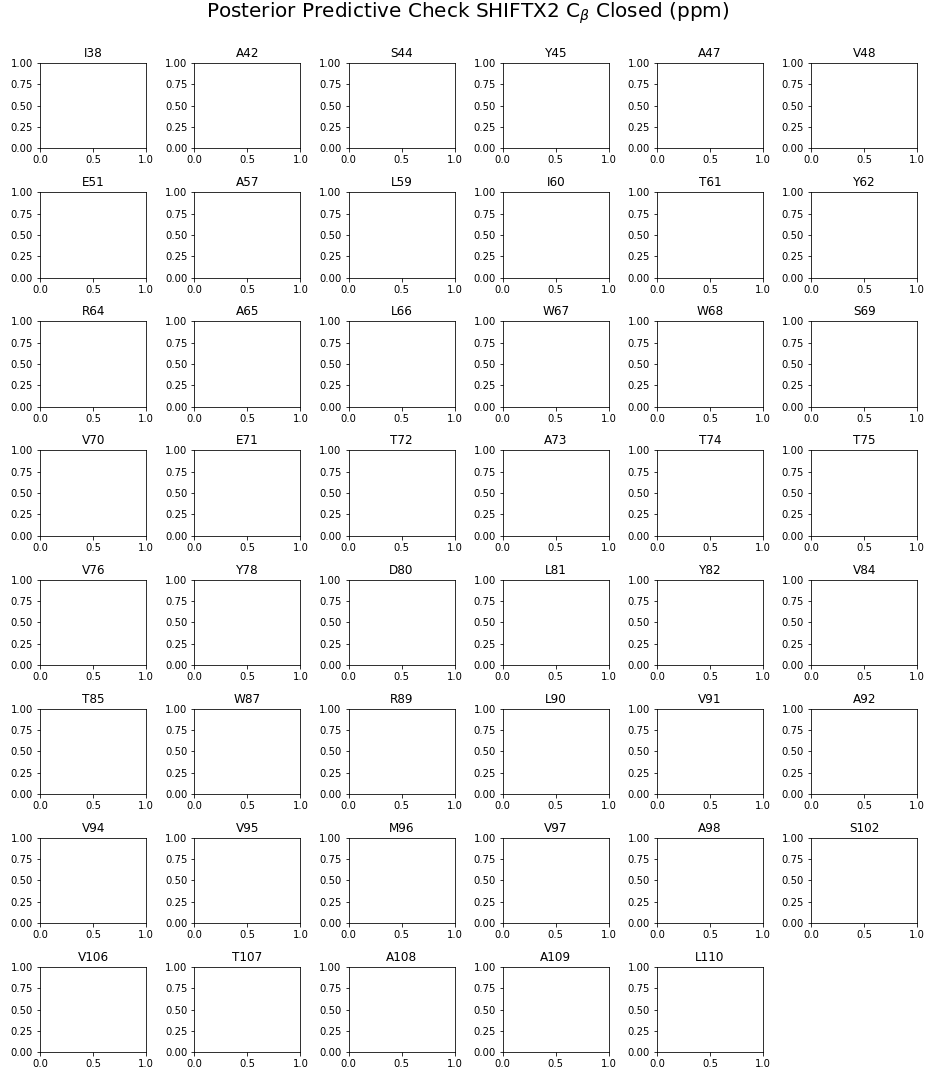 Posterior Predictive Check SHIFTX2 Cβ Closed (ppm)
I38 A42 S44 Y45 A47 V48
1.00 1.00 1.00 1.00 1.00 1.00
0.75 0.75 0.75 0.75 0.75 0.75
0.50 0.50 0.50 0.50 0.50 0.50
0.25 0.25 0.25 0.25 0.25 0.25
0.00 0.00 0.00 0.00 0.00 0.00
0.0 0.5 1.0 0.0 0.5 1.0 0.0 0.5 1.0 0.0 0.5 1.0 0.0 0.5 1.0 0.0 0.5 1.0
E51 A57 L59 I60 T61 Y62
1.00 1.00 1.00 1.00 1.00 1.00
0.75 0.75 0.75 0.75 0.75 0.75
0.50 0.50 0.50 0.50 0.50 0.50
0.25 0.25 0.25 0.25 0.25 0.25
0.00 0.00 0.00 0.00 0.00 0.00
0.0 0.5 1.0 0.0 0.5 1.0 0.0 0.5 1.0 0.0 0.5 1.0 0.0 0.5 1.0 0.0 0.5 1.0
R64 A65 L66 W67 W68 S69
1.00 1.00 1.00 1.00 1.00 1.00
0.75 0.75 0.75 0.75 0.75 0.75
0.50 0.50 0.50 0.50 0.50 0.50
0.25 0.25 0.25 0.25 0.25 0.25
0.00 0.00 0.00 0.00 0.00 0.00
0.0 0.5 1.0 0.0 0.5 1.0 0.0 0.5 1.0 0.0 0.5 1.0 0.0 0.5 1.0 0.0 0.5 1.0
V70 E71 T72 A73 T74 T75
1.00 1.00 1.00 1.00 1.00 1.00
0.75 0.75 0.75 0.75 0.75 0.75
0.50 0.50 0.50 0.50 0.50 0.50
0.25 0.25 0.25 0.25 0.25 0.25
0.00 0.00 0.00 0.00 0.00 0.00
0.0 0.5 1.0 0.0 0.5 1.0 0.0 0.5 1.0 0.0 0.5 1.0 0.0 0.5 1.0 0.0 0.5 1.0
V76 Y78 D80 L81 Y82 V84
1.00 1.00 1.00 1.00 1.00 1.00
0.75 0.75 0.75 0.75 0.75 0.75
0.50 0.50 0.50 0.50 0.50 0.50
0.25 0.25 0.25 0.25 0.25 0.25
0.00 0.00 0.00 0.00 0.00 0.00
0.0 0.5 1.0 0.0 0.5 1.0 0.0 0.5 1.0 0.0 0.5 1.0 0.0 0.5 1.0 0.0 0.5 1.0
T85 W87 R89 L90 V91 A92
1.00 1.00 1.00 1.00 1.00 1.00
0.75 0.75 0.75 0.75 0.75 0.75
0.50 0.50 0.50 0.50 0.50 0.50
0.25 0.25 0.25 0.25 0.25 0.25
0.00 0.00 0.00 0.00 0.00 0.00
0.0 0.5 1.0 0.0 0.5 1.0 0.0 0.5 1.0 0.0 0.5 1.0 0.0 0.5 1.0 0.0 0.5 1.0
V94 V95 M96 V97 A98 S102
1.00 1.00 1.00 1.00 1.00 1.00
0.75 0.75 0.75 0.75 0.75 0.75
0.50 0.50 0.50 0.50 0.50 0.50
0.25 0.25 0.25 0.25 0.25 0.25
0.00 0.00 0.00 0.00 0.00 0.00
0.0 0.5 1.0 0.0 0.5 1.0 0.0 0.5 1.0 0.0 0.5 1.0 0.0 0.5 1.0 0.0 0.5 1.0
V106 T107 A108 A109 L110
1.00 1.00 1.00 1.00 1.00
0.75 0.75 0.75 0.75 0.75
0.50 0.50 0.50 0.50 0.50
0.25 0.25 0.25 0.25 0.25
0.00 0.00 0.00 0.00 0.00
0.0 0.5 1.0 0.0 0.5 1.0 0.0 0.5 1.0 0.0 0.5 1.0 0.0 0.5 1.0